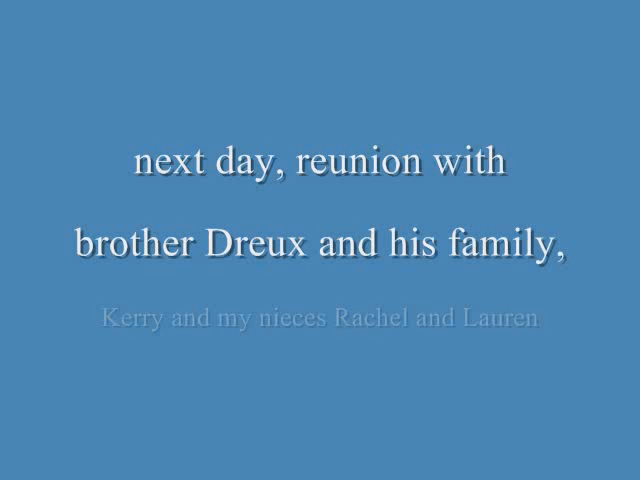 next day, reunion with
brother Dreux and his family,
Kerry and my nieces Rachel and Lauren